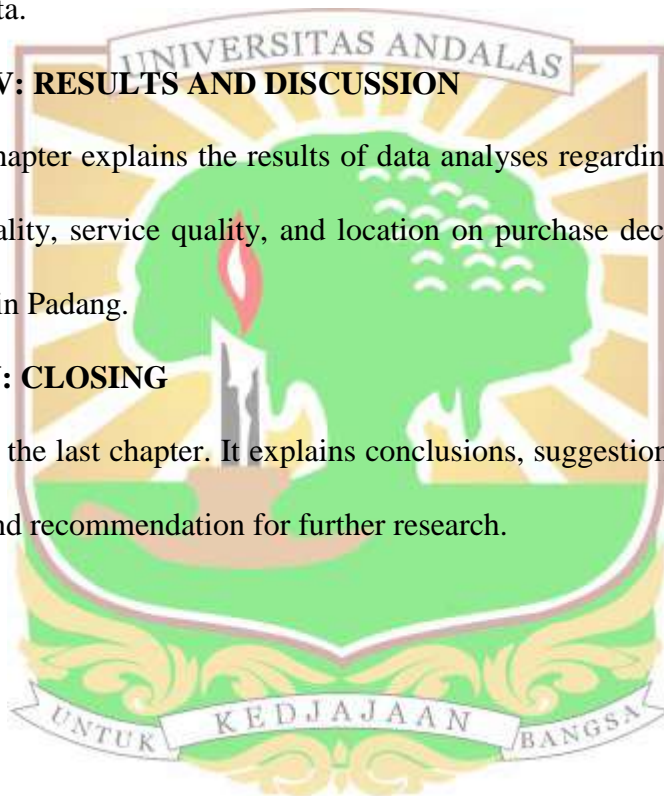 ta.
UNIVERSITAS ANDALAS
V: RESULTS AND DISCUSSION
hapter explains the results of data analyses regardin
ality, service quality, and location on purchase dec
in Padang.
V: CLOSING
the last chapter. It explains conclusions, suggestion
nd recommendation for further research.
UNTUK KEDJAJAAN BANGSA